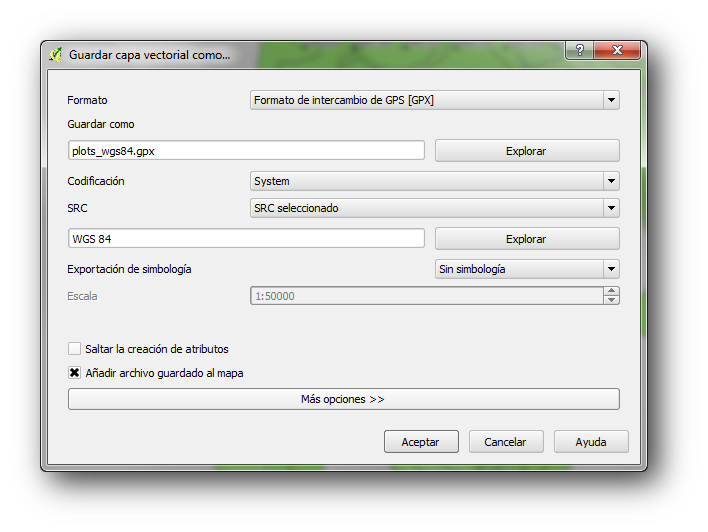 Guardar capa vectorial como...
?
Formato
Formato de intercambio de GPS [GPX]
Guardar como
plots_wgs84.gpx
Explorar
Codificación
System
SRC
SRC seleccionado
WGS 84
Explorar
Exportación de simbología
Sin simbología
Escala
1:50000
Saltar la creación de atributos
Añadir archivo guardado al mapa
Más opciones >>
Aceptar
Cancelar
Ayuda